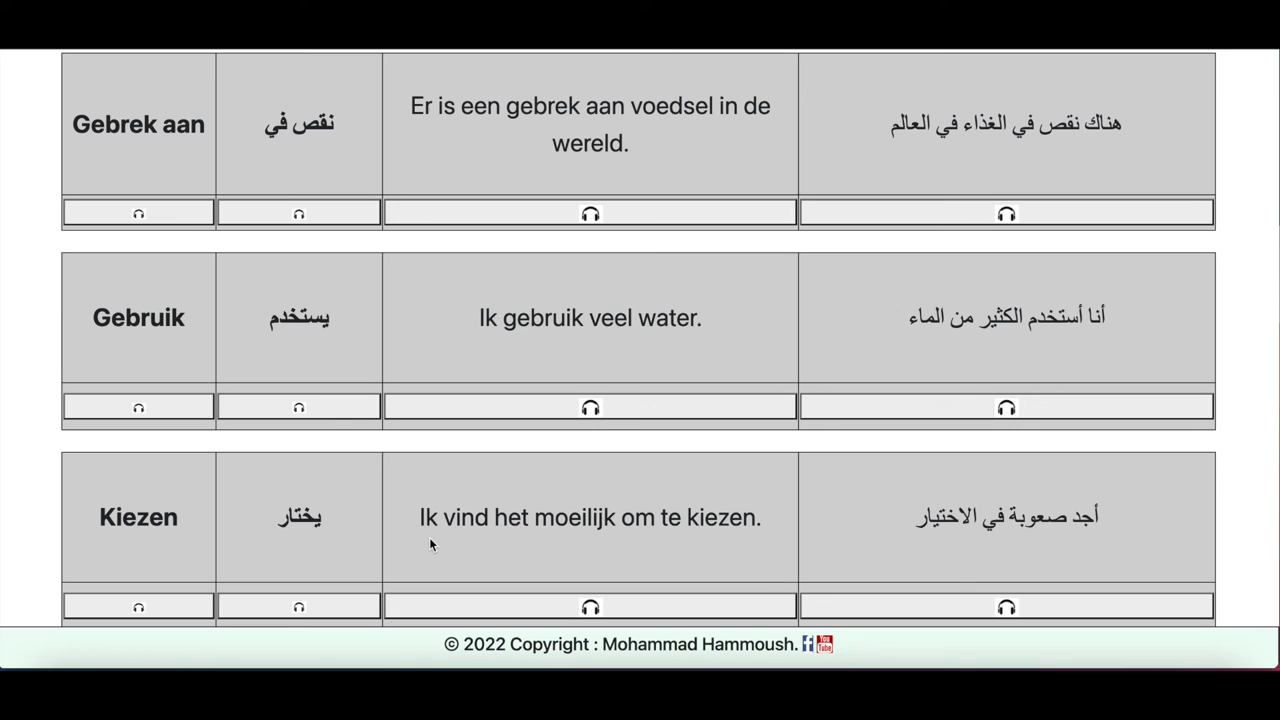 Gebrek aan
نقص في
Er is een gebrek aan voedsel in de
wereld.
هناك نقص في الغذاء في العالم
Gebruik
يستخدم
Ik gebruik veel water.
أنا أستخدم الكثير من الماء
Kiezen
يختار
Ik vind het moeilijk om te kiezen.
أجد صعوبة في الاختيار
© 2022 Copyright : Mohammad Hammoush. f You Tube